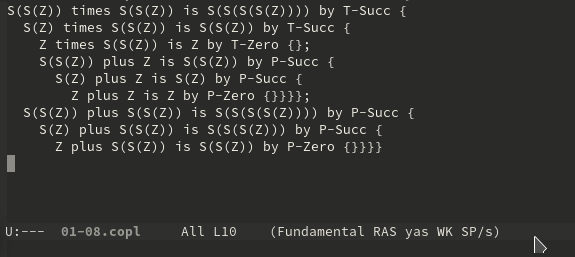 S(S(Z)) times S(S(Z)) is S(S(S(S(Z)))) by T-Succ {
  S(Z) times S(S(Z)) is S(S(Z)) by T-Succ {
    Z times S(S(Z)) is Z by T-Zero {};
    S(S(Z)) plus Z is S(S(Z)) by P-Succ {
      S(Z) plus Z is S(Z) by P-Succ {
        Z plus Z is Z by P-Zero {}}}};
  S(S(Z)) plus S(S(Z)) is S(S(S(S(Z)))) by P-Succ {
    S(Z) plus S(S(Z)) is S(S(S(Z))) by P-Succ {
      Z plus S(S(Z)) is S(S(Z)) by P-Zero {}}}}
U:---  01-08.copl     All L10    (Fundamental RAS yas WK SP/s)